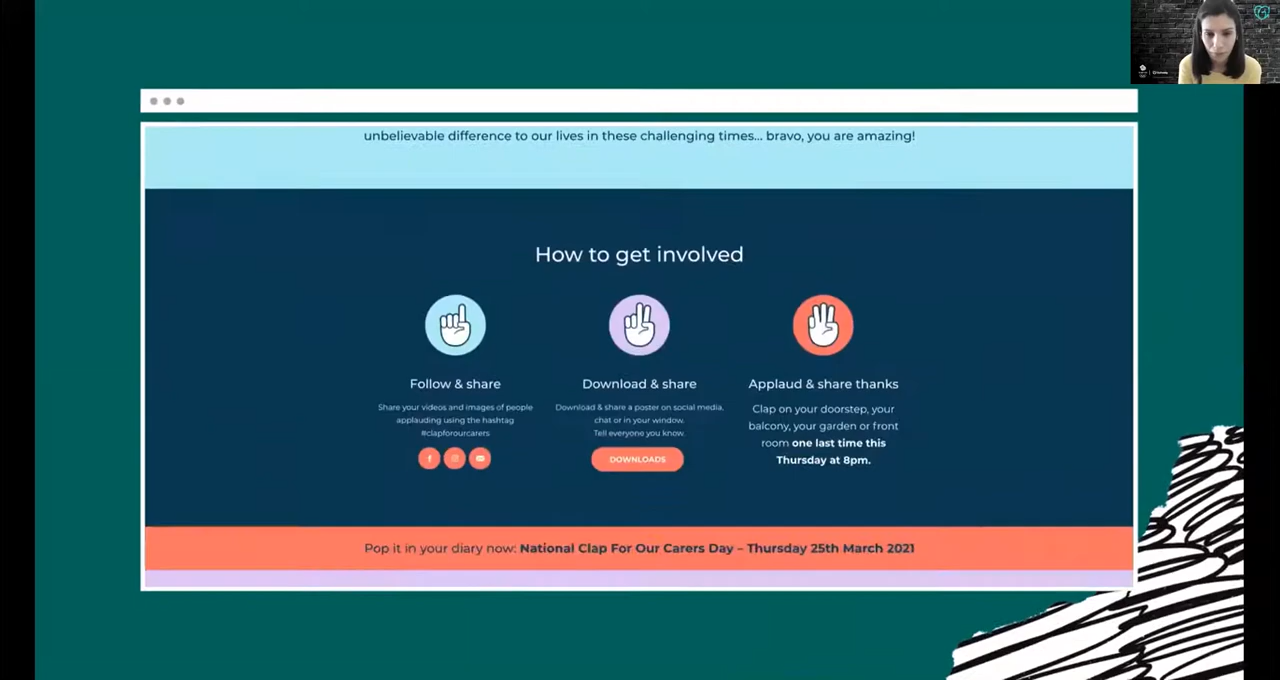 unbelievable difference to our lives in these challenging times... bravo, you are amazing!
How to get involved
Follow & share
Share your videos and images of people
applauding using the hashtag
#clapforourcarers
Download & share
Download & share a poster on social media,
chat or in your window.
Tell everyone you know.
DOWNLOADS
Applaud & share thanks
Clap on your doorstep, your
balcony, your garden or front
room one last time this
Thursday at 8pm.
Pop it in your diary now: National Clap For Our Carers Day – Thursday 25th March 2021